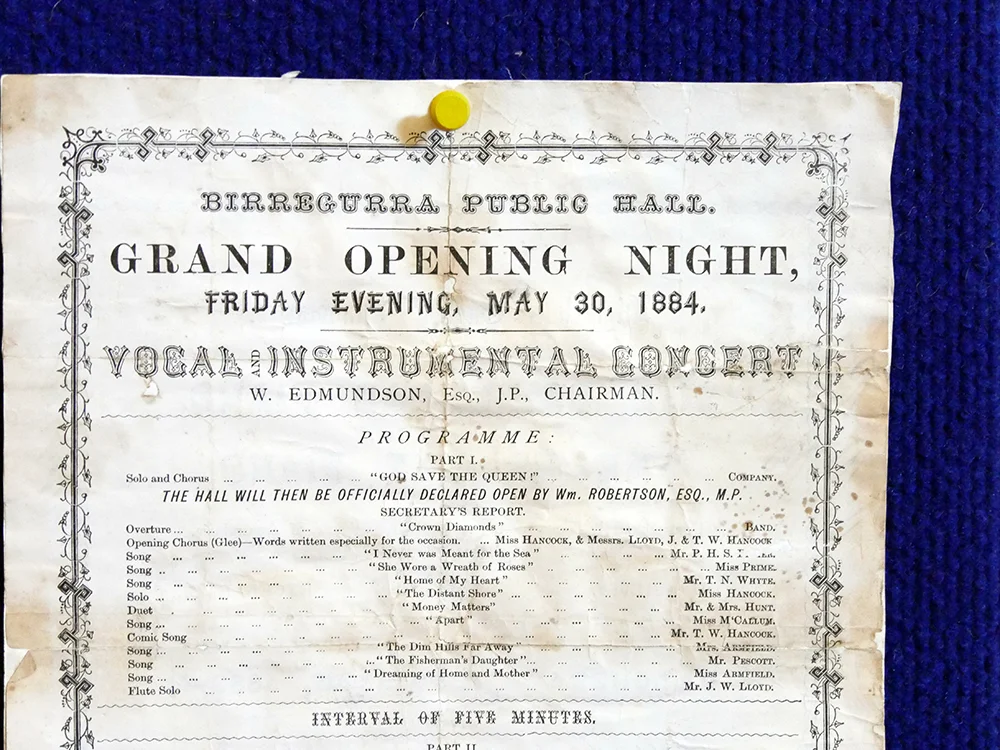 BIRREGURRA PUBLIC HALL.
GRAND OPENING NIGHT,
FRIDAY EVENING, MAY 30, 1884.
VOCAL AND INSTRUMENTAL CONCERT
W. EDMUNDSON, Esq., J.P., CHAIRMAN.
PROGRAMME:
PART I.
Solo and Chorus ... ... ... ... "GOD SAVE THE QUEEN!" ... ... ... Company.
THE HALL WILL THEN BE OFFICIALLY DECLARED OPEN BY Wm. ROBERTSON, ESQ., M.P.
SECRETARY'S REPORT.
Overture ... ... ... ... ... ... "Crown Diamonds" ... ... ... ... ... Band.
Opening Chorus (Glee)—Words written especially for the occasion. ... Miss Hancock, & Messrs. Lloyd, J. & T. W. Hancock
Song ... ... ... ... ... "I Never was Meant for the Sea" ... ... ... Mr. P. H. S.
Song ... ... ... ... ... "She Wore a Wreath of Roses" ... ... ... ... Miss Prime.
Song ... ... ... ... ... "Home of My Heart" ... ... ... ... Mr. T. N. Whyte.
Solo ... ... ... ... ... "The Distant Shore" ... ... ... ... ... Miss Hancock.
Duet ... ... ... ... ... "Money Matters" ... ... ... ... Mr. & Mrs. Hunt.
Song ... ... ... ... ... "Apart" ... ... ... ... ... Miss M'Callum.
Comic Song ... ... ... ... ... ... ... ... ... Mr. T. W. Hancock.
Song ... ... ... ... ... "The Dim Hills Far Away" ... ... ... ... Mrs. Armfield.
Song ... ... ... ... ... "The Fisherman's Daughter" ... ... ... ... Mr. Pescott.
Song ... ... ... ... ... "Dreaming of Home and Mother" ... ... ... Miss Armfield.
Flute Solo ... ... ... ... ... ... ... ... ... Mr. J. W. Lloyd.
INTERVAL OF FIVE MINUTES.
PART II.